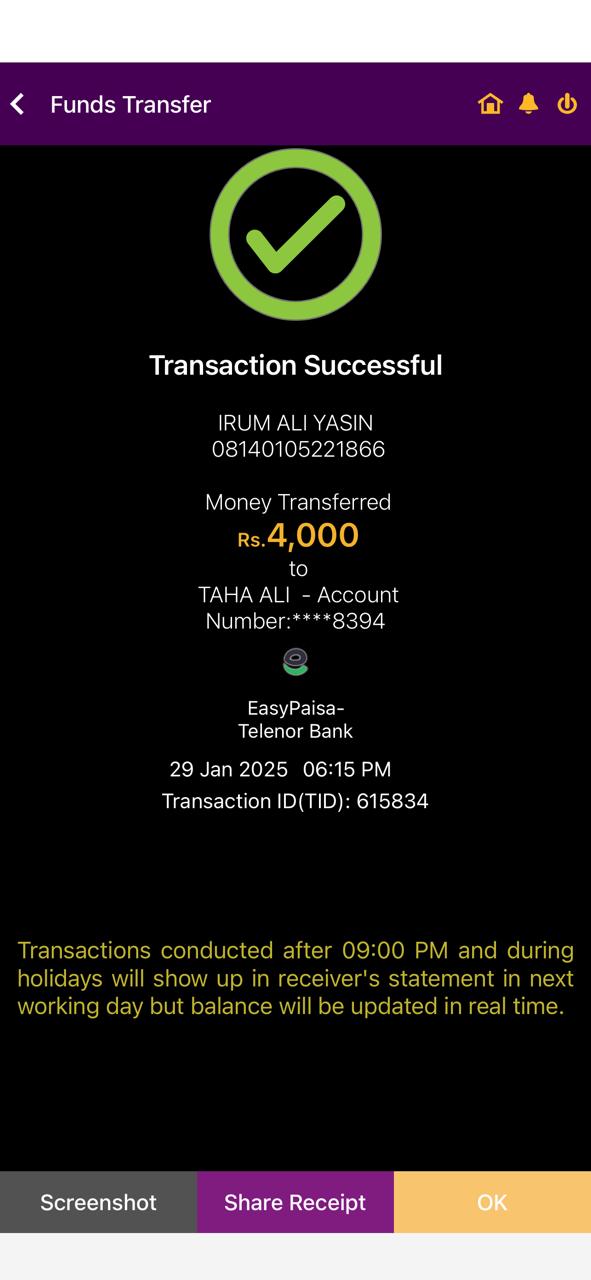 Funds Transfer
Transaction Successful
IRUM ALI YASIN
08140105221866
Money Transferred
Rs.4,000
to
TAHA ALI - Account
Number:****8394
EasyPaisa-
Telenor Bank
29 Jan 2025 06:15 PM
Transaction ID(TID): 615834
Transactions conducted after 09:00 PM and during
holidays will show up in receiver's statement in next
working day but balance will be updated in real time.
Screenshot Share Receipt OK